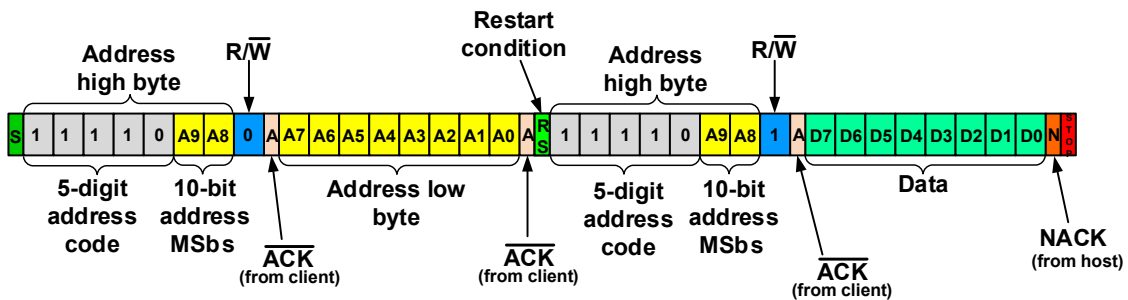 Restart
condition
Address
high byte
R/W
Address
high byte
R/W
S 1 1 1 1 0 A9 A8 0 A A7 A6 A5 A4 A3 A2 A1 A0 A RS 1 1 1 1 0 A9 A8 1 A D7 D6 D5 D4 D3 D2 D1 D0 N STOP
5-digit
address
code
10-bit
address
MSbs
ACK
(from client)
Address low
byte
ACK
(from client)
5-digit
address
code
10-bit
address
MSbs
ACK
(from client)
Data
NACK
(from host)